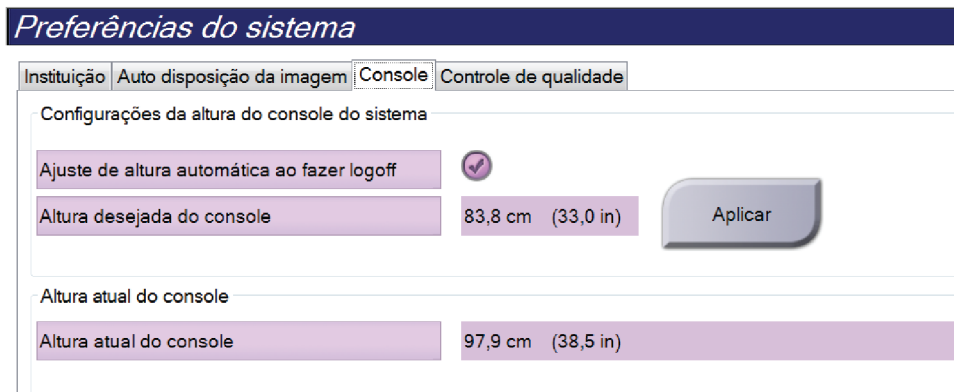 Preferências do sistema
Instituição Auto disposição da imagem Console Controle de qualidade
Configurações da altura do console do sistema
Ajuste de altura automática ao fazer logoff
Altura desejada do console 83,8 cm (33,0 in) Aplicar
Altura atual do console
Altura atual do console 97,9 cm (38,5 in)